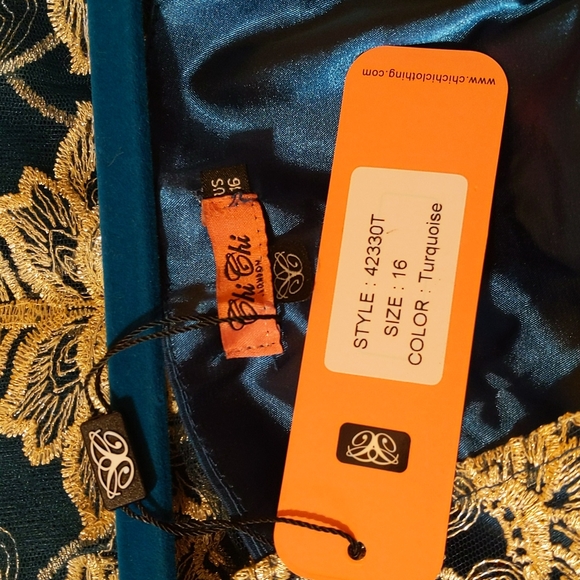 www.chichiclothing.com
STYLE : 42330T
SIZE : 16
COLOR : Turquoise
US
16
Chi Chi
LONDON